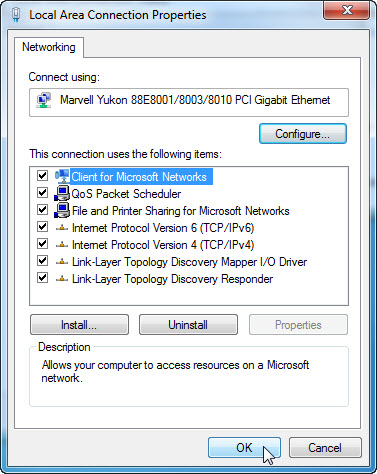 Local Area Connection Properties
Networking
Connect using:
Marvell Yukon 88E8001/8003/8010 PCI Gigabit Ethernet
Configure...
This connection uses the following items:
Client for Microsoft Networks
QoS Packet Scheduler
File and Printer Sharing for Microsoft Networks
Internet Protocol Version 6 (TCP/IPv6)
Internet Protocol Version 4 (TCP/IPv4)
Link-Layer Topology Discovery Mapper I/O Driver
Link-Layer Topology Discovery Responder
Install...
Uninstall
Properties
Description
Allows your computer to access resources on a Microsoft
network.
OK
Cancel